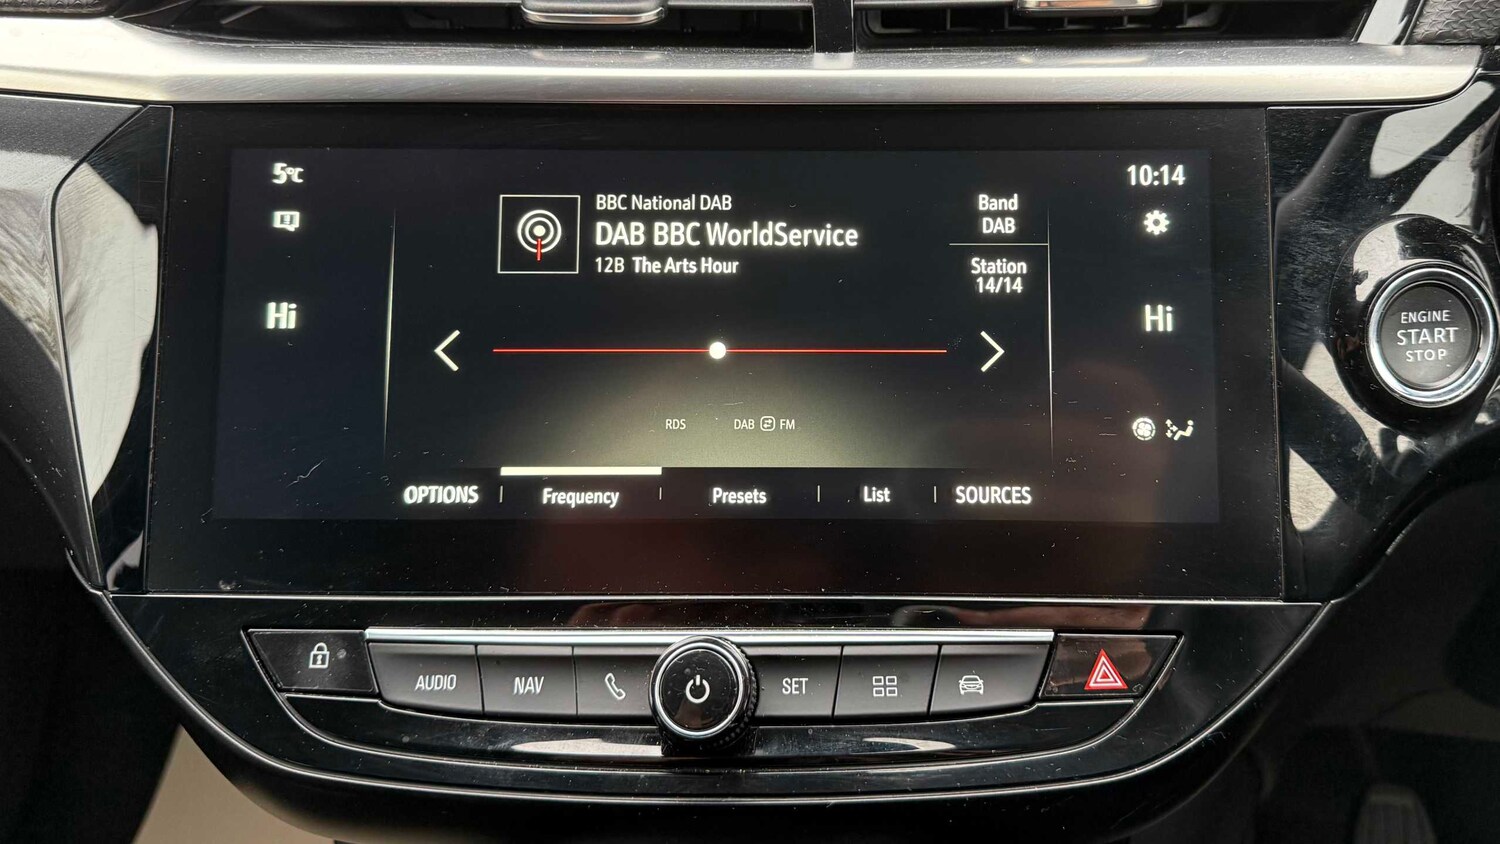 5°C
10:14
BBC National DAB
DAB BBC WorldService
12B The Arts Hour
Band
DAB
Station
14/14
Hi
Hi
ENGINE
START
STOP
RDS
DAB FM
OPTIONS Frequency Presets List SOURCES
AUDIO NAV SET